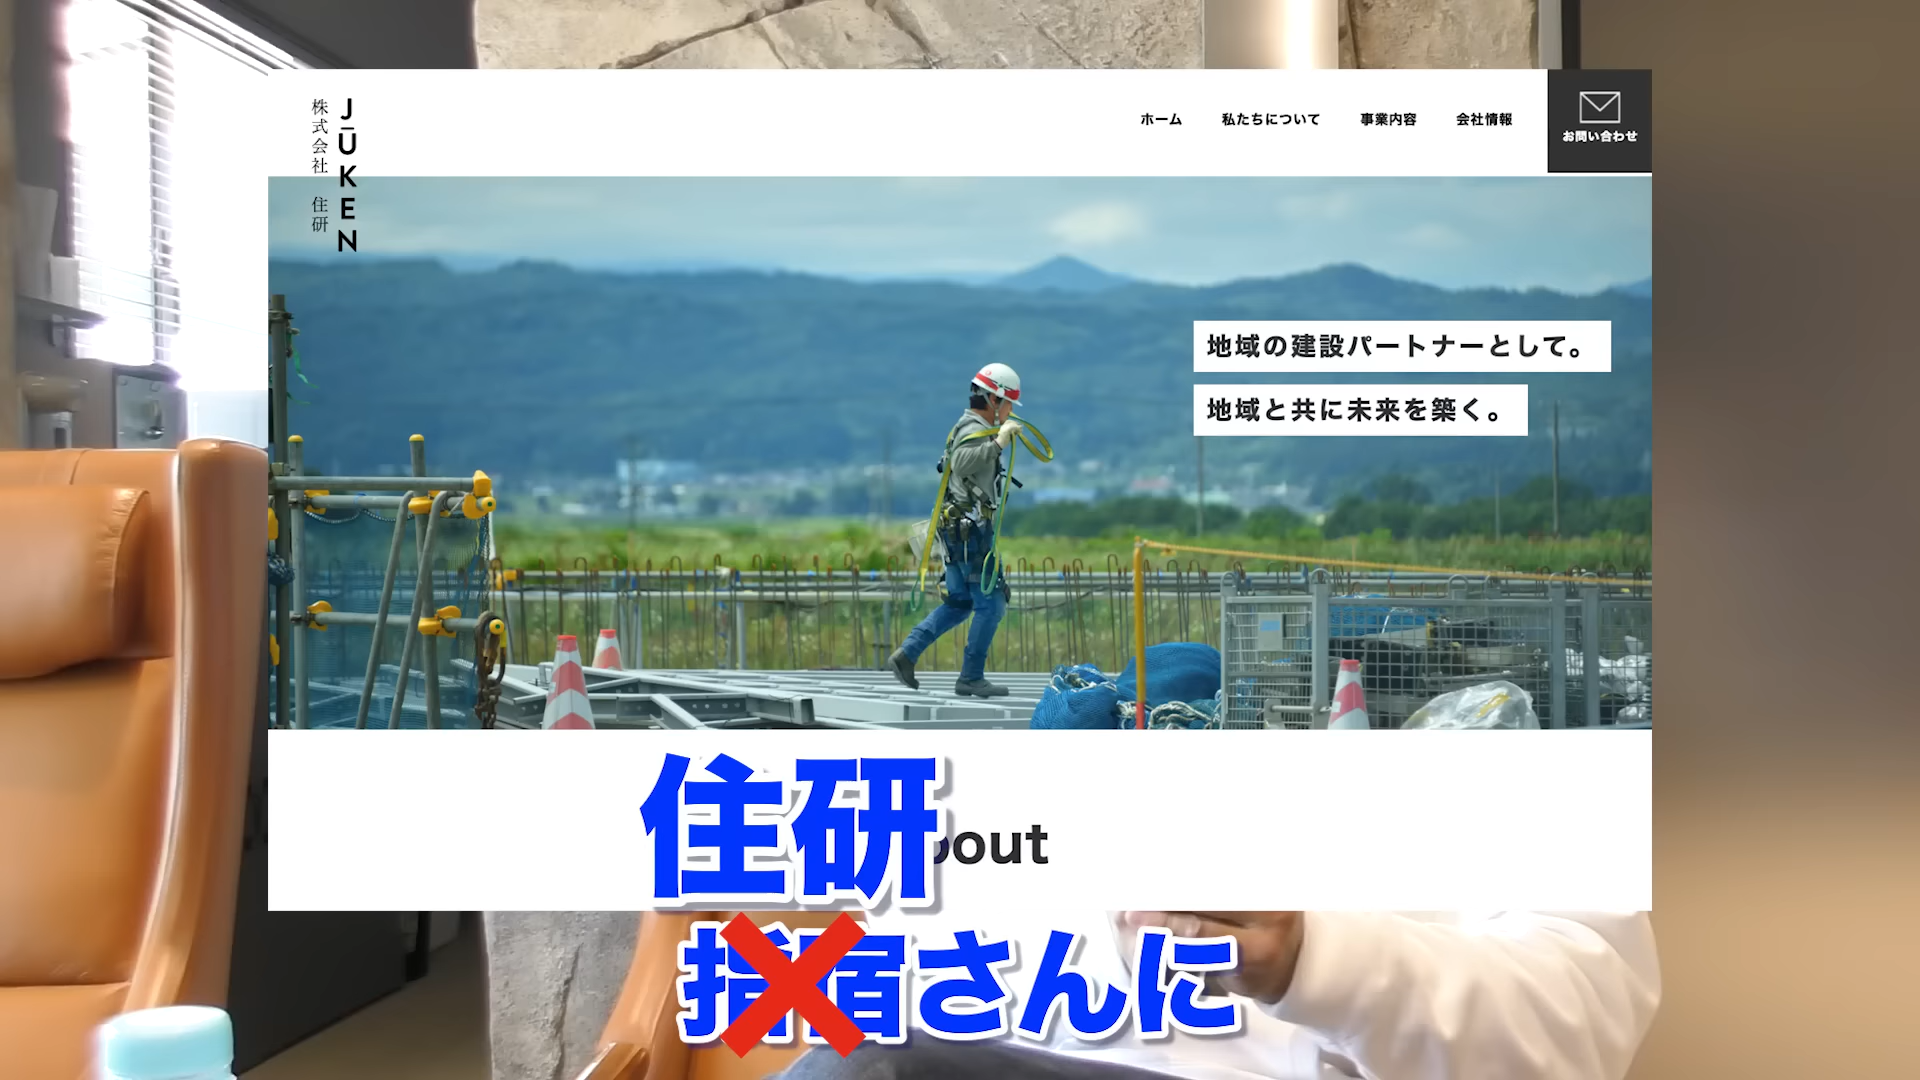 株式会社 住研
JŪKEN
ホーム 私たちについて 事業内容 会社情報
お問い合わせ
地域の建設パートナーとして。
地域と共に未来を築く。
住研
out
指宿さんに